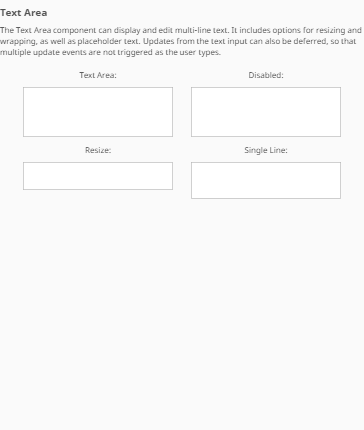 Text Area
The Text Area component can display and edit multi-line text. It includes options for resizing and
wrapping, as well as placeholder text. Updates from the text input can also be deferred, so that
multiple update events are not triggered as the user types.
Text Area:
Disabled:
Resize:
Single Line: